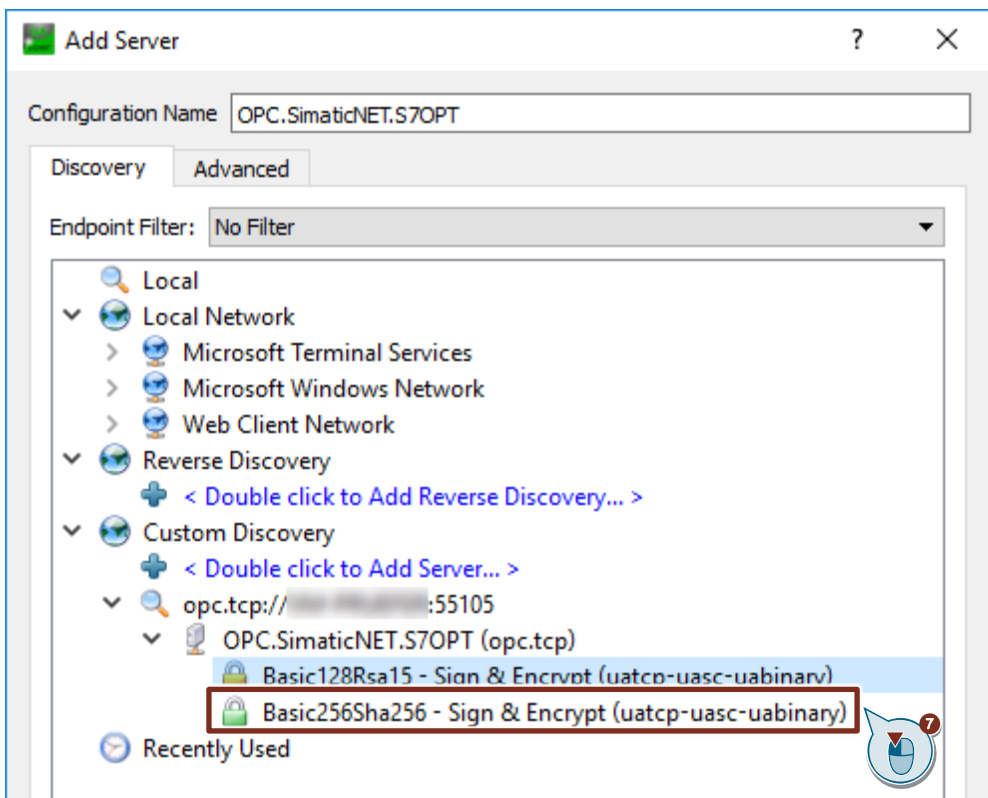 Add Server
?
Configuration Name OPC.SimaticNET.S7OPT
Discovery Advanced
Endpoint Filter: No Filter
Local
Local Network
Microsoft Terminal Services
Microsoft Windows Network
Web Client Network
Reverse Discovery
< Double click to Add Reverse Discovery... >
Custom Discovery
< Double click to Add Server... >
opc.tcp:// :55105
OPC.SimaticNET.S7OPT (opc.tcp)
Basic128Rsa15 - Sign & Encrypt (uatcp-uasc-uabinary)
Basic256Sha256 - Sign & Encrypt (uatcp-uasc-uabinary)
7
Recently Used